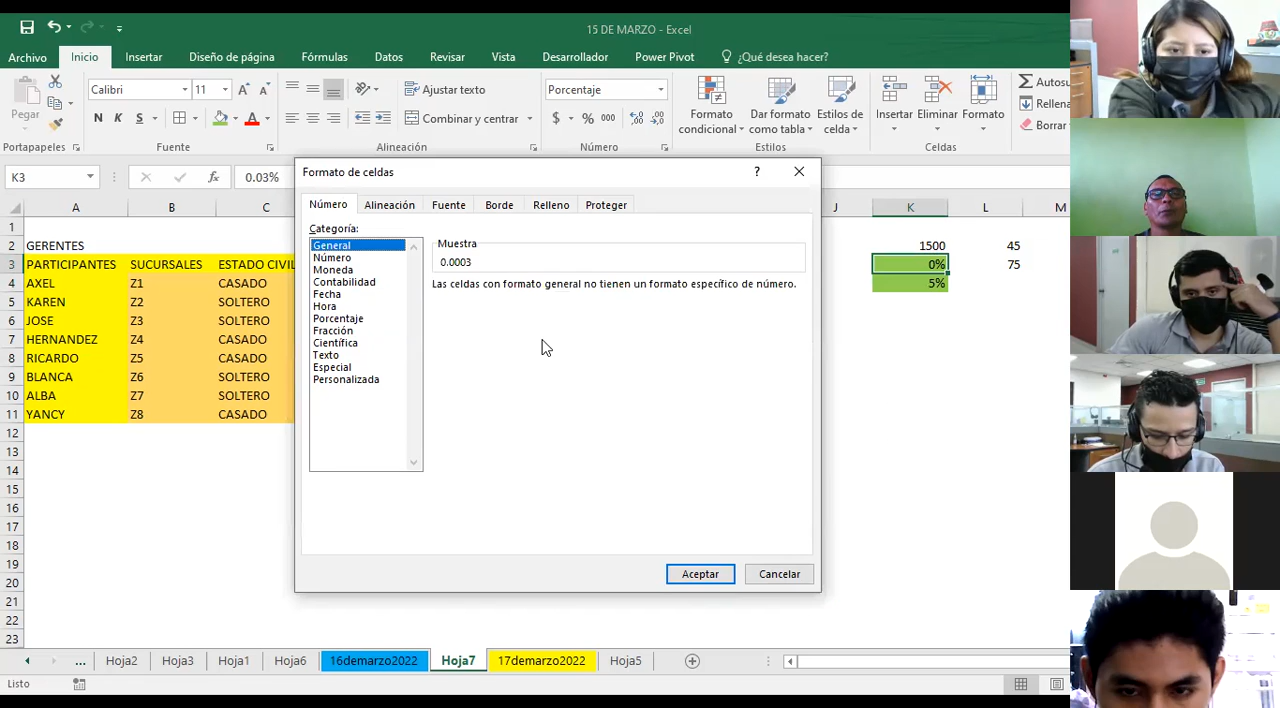 15 DE MARZO - Excel
Archivo Inicio Insertar Diseño de página Fórmulas Datos Revisar Vista Desarrollador Power Pivot ¿Qué desea hacer?
Pegar Calibri 11 Ajustar texto Porcentaje Autosu
N K S Combinar y centrar $ % 000 Formato condicional Dar formato como tabla Estilos de celda Insertar Eliminar Formato Rellena
Borrar
Portapapeles Fuente Alineación Número Estilos Celdas
K3 fx 0.03%
Formato de celdas ?
Número Alineación Fuente Borde Relleno Proteger
Categoría:
General
Número
Moneda
Contabilidad
Fecha
Hora
Porcentaje
Fracción
Científica
Texto
Especial
Personalizada
Muestra
0.0003
Las celdas con formato general no tienen un formato específico de número.
Aceptar Cancelar
A B C J K L M
1
2 GERENTES 1500 45
3 PARTICIPANTES SUCURSALES ESTADO CIVIL 0% 75
4 AXEL Z1 CASADO 5%
5 KAREN Z2 SOLTERO
6 JOSE Z3 SOLTERO
7 HERNANDEZ Z4 CASADO
8 RICARDO Z5 CASADO
9 BLANCA Z6 SOLTERO
10 ALBA Z7 SOLTERO
11 YANCY Z8 CASADO
12
13
14
15
16
17
18
19
20
21
22
23
... Hoja2 Hoja3 Hoja1 Hoja6 16demarzo2022 Hoja7 17demarzo2022 Hoja5
Listo